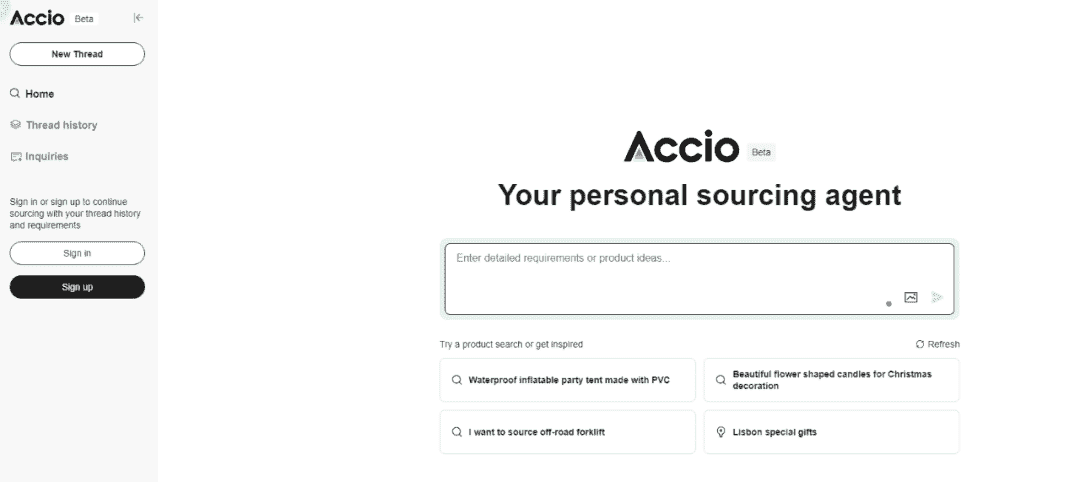 Accio Beta
New Thread
Home
Thread history
Inquiries
Sign in or sign up to continue
sourcing with your thread history
and requirements
Sign in
Sign up
Accio Beta
Your personal sourcing agent
Enter detailed requirements or product ideas...
Try a product search or get inspired
Refresh
Waterproof inflatable party tent made with PVC
Beautiful flower shaped candles for Christmas
decoration
I want to source off-road forklift
Lisbon special gifts